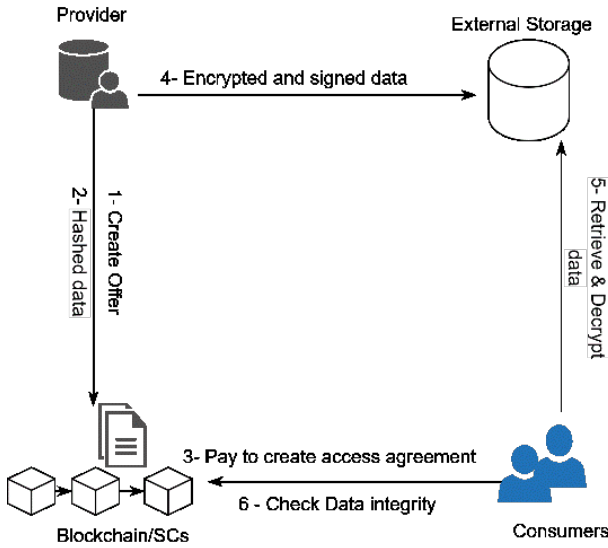 Provider
External Storage
4- Encrypted and signed data
1- Create Offer
2- Hashed data
5- Retrieve & Decrypt
data
3- Pay to create access agreement
6 - Check Data integrity
Blockchain/SCs
Consumers